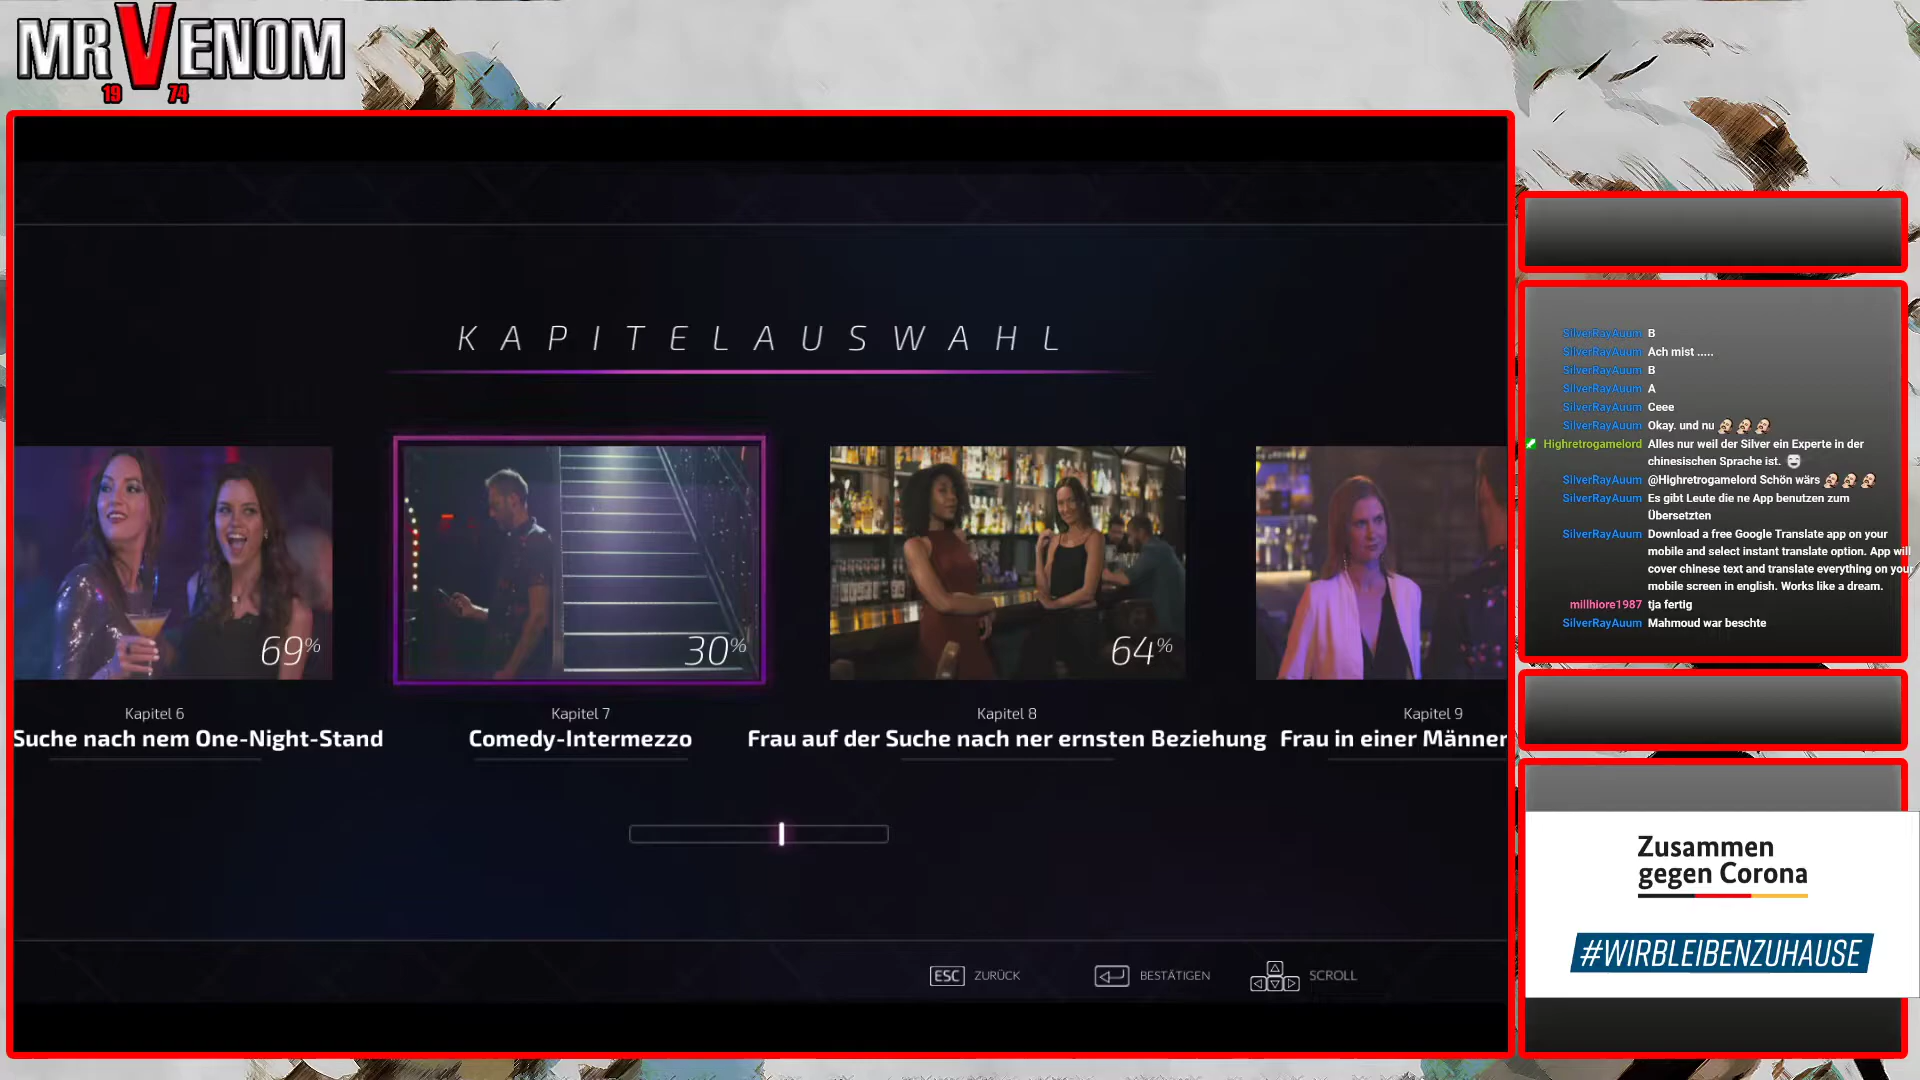 MRVENOM
19 74
KAPITELAUSWAHL
69%
30%
64%
Kapitel 6
Suche nach nem One-Night-Stand
Kapitel 7
Comedy-Intermezzo
Kapitel 8
Frau auf der Suche nach ner ernsten Beziehung
Kapitel 9
Frau in einer Männer
ESC ZURÜCK
BESTÄTIGEN
SCROLL
SilverRayAuum B
SilverRayAuum Ach mist .....
SilverRayAuum B
SilverRayAuum A
SilverRayAuum Ceee
SilverRayAuum Okay. und nu
Highretrogamelord Alles nur weil der Silver ein Experte in der
chinesischen Sprache ist.
SilverRayAuum @Highretrogamelord Schön wärs
SilverRayAuum Es gibt Leute die ne App benutzen zum
Übersetzten
SilverRayAuum Download a free Google Translate app on your
mobile and select instant translate option. App will
cover chinese text and translate everything on your
mobile screen in english. Works like a dream.
millhiore1987 tja fertig
SilverRayAuum Mahmoud war beschte
Zusammen
gegen Corona
#WIRBLEIBENZUHAUSE